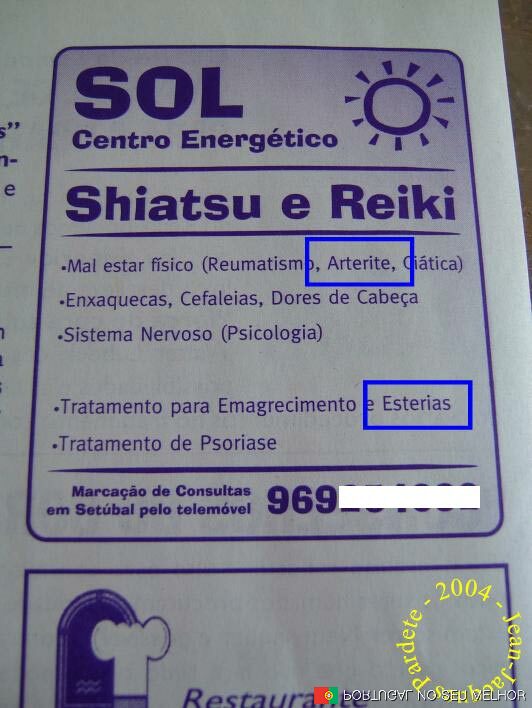 SOL
Centro Energético
Shiatsu e Reiki
•Mal estar físico (Reumatismo, Arterite, Ciática)
•Enxaquecas, Cefaleias, Dores de Cabeça
•Sistema Nervoso (Psicologia)
•Tratamento para Emagrecimento e Esterias
•Tratamento de Psoriase
Marcação de Consultas
em Setúbal pelo telemóvel
969
Restaurante
2004 - Jean-Jacques Pardete -
PORTUGAL NO SEU MELHOR